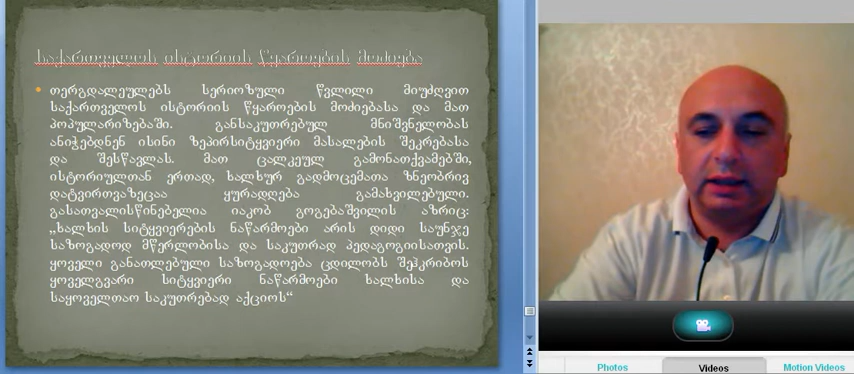 საქართველოს ისტორიის წყაროების მოძიება
თერგდალეულებს სერიოზული წვლილი მიუძღვით
საქართველოს ისტორიის წყაროების მოძიებასა და მათ
პოპულარიზებაში. განსაკუთრებულ მნიშვნელობას
ანიჭებდნენ ისინი ზეპირსიტყვიერი მასალების შეკრებასა
და შესწავლას. მათ ცალკეულ გამონათქვამებში,
ისტორიულთან ერთად, ხალხურ გადმოცემათა ზნეობრივ
დატვირთვაზეცაა ყურადღება გამახვილებული.
გასათვალისწინებელია იაკობ გოგებაშვილის აზრიც:
„ხალხის სიტყვიერების ნაწარმოები არის დიდი საუნჯე
საზოგადოდ მწერლობისა და საკუთრად პედაგოგიისათვის.
ყოველი განათლებული საზოგადოება ცდილობს შეჰკრიბოს
ყოველგვარი სიტყვიერი ნაწარმოები ხალხისა და
საყოველთაო საკუთრებად აქციოს“
Photos Videos Motion Videos